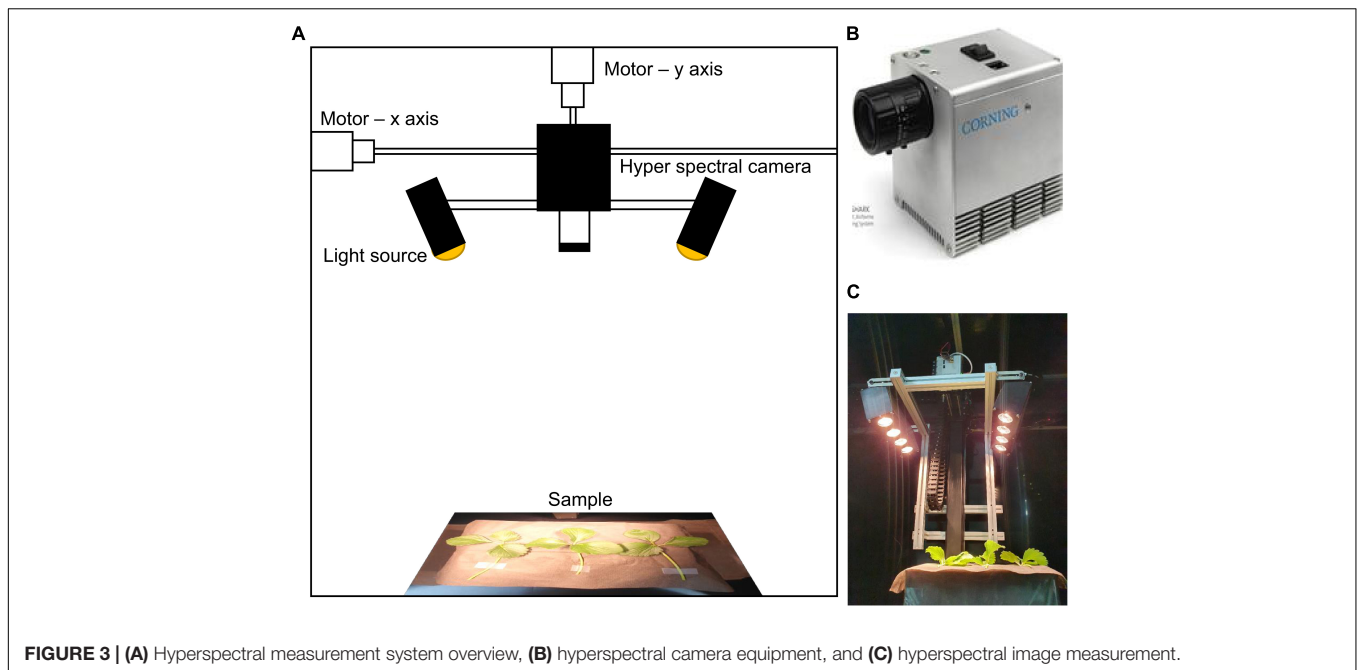 A
Motor – y axis
Motor – x axis
Hyper spectral camera
Light source
Sample
B
CORNING
C
FIGURE 3 | (A) Hyperspectral measurement system overview, (B) hyperspectral camera equipment, and (C) hyperspectral image measurement.